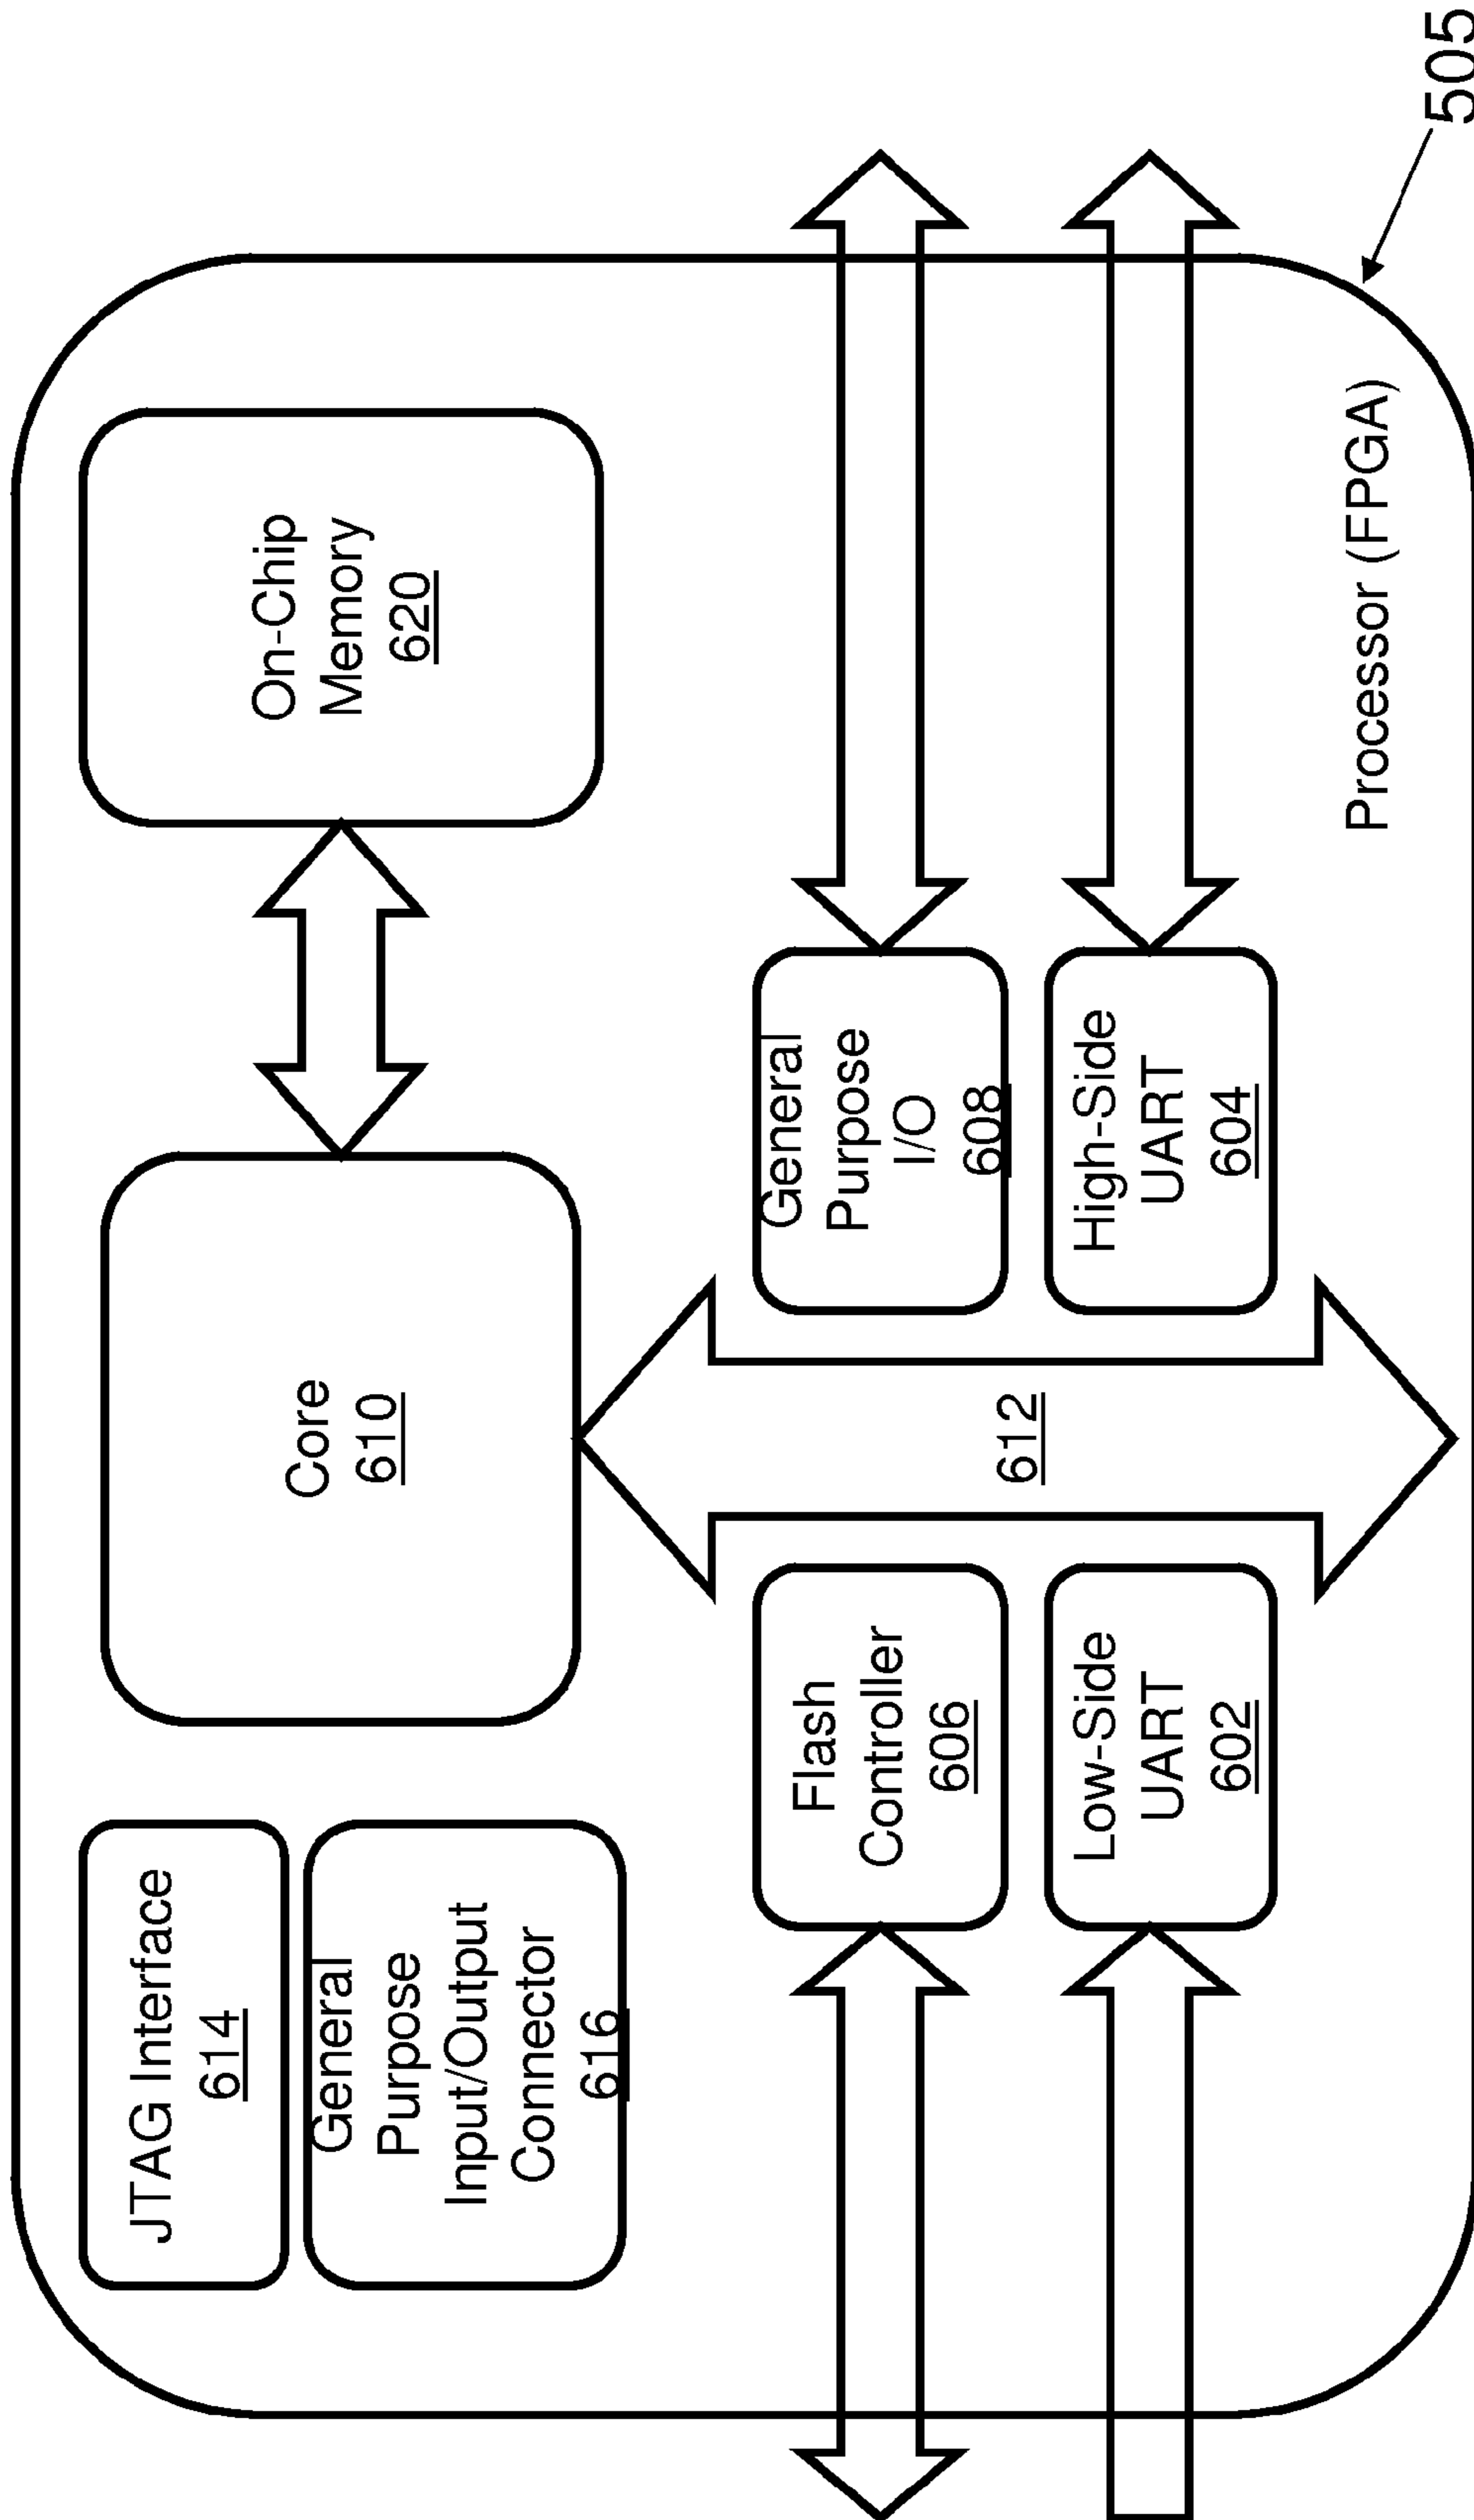 JTAG Interface
614
General
Purpose
Input/Output
Connector
616
Core
610
On-Chip
Memory
620
Flash
Controller
606
Low-Side
UART
602
612
General
Purpose
I/O
608
High-Side
UART
604
Processor (FPGA)
505